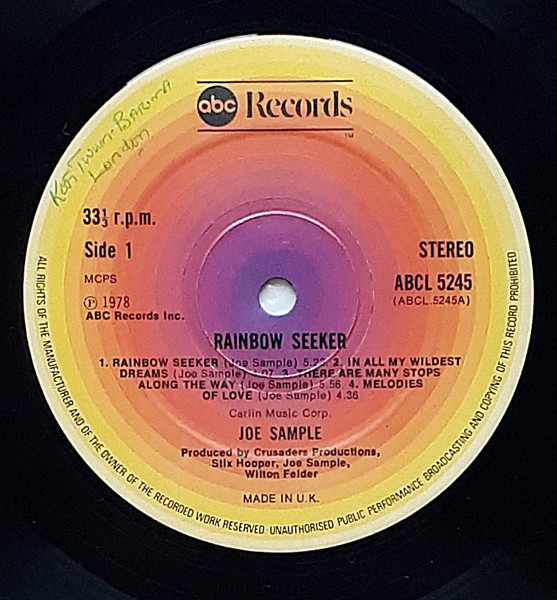 abc Records
TM
London
33⅓ r.p.m.
Side 1
STEREO
MCPS
ABCL 5245
(ABCL.5245A)
Ⓟ 1978
ABC Records Inc.
RAINBOW SEEKER
1. RAINBOW SEEKER (Joe Sample) 5.25 2. IN ALL MY WILDEST
DREAMS (Joe Sample) 4.07 3. THERE ARE MANY STOPS
ALONG THE WAY (Joe Sample) 5.56 4. MELODIES
OF LOVE (Joe Sample) 4.36
Carlin Music Corp.
JOE SAMPLE
Produced by Crusaders Productions,
Stix Hooper, Joe Sample,
Wilton Felder
MADE IN U.K.
ALL RIGHTS OF THE MANUFACTURER AND OF THE OWNER OF THE RECORDED WORK RESERVED · UNAUTHORISED PUBLIC PERFORMANCE BROADCASTING AND COPYING OF THIS RECORD PROHIBITED